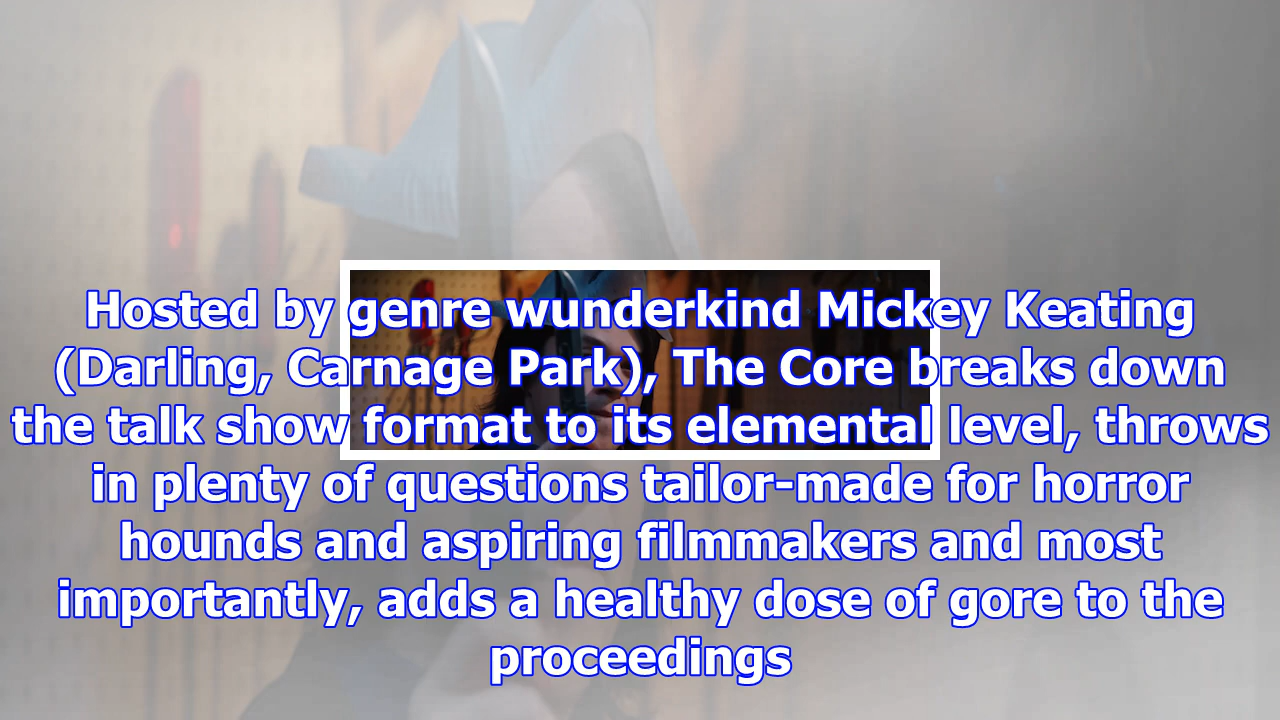 Hosted by genre wunderkind Mickey Keating
(Darling, Carnage Park), The Core breaks down
the talk show format to its elemental level, throws
in plenty of questions tailor-made for horror
hounds and aspiring filmmakers and most
importantly, adds a healthy dose of gore to the
proceedings